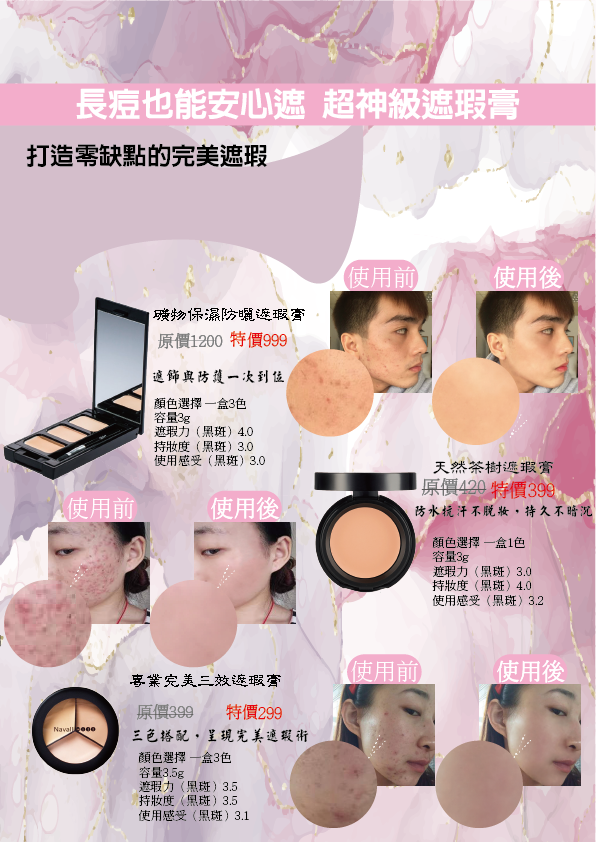 長痘也能安心遮 超神級遮瑕膏
打造零缺點的完美遮瑕
使用前
使用後
礦物保濕防曬遮瑕膏
原價1200 特價999
遮飾與防護一次到位
顏色選擇 一盒3色
容量3g
遮瑕力（黑斑）4.0
持妝度（黑斑）3.0
使用感受（黑斑）3.0
天然茶樹遮瑕膏
原價420 特價399
防水抗汗不脫妝，持久不暗沉
顏色選擇 一盒1色
容量3g
遮瑕力（黑斑）3.0
持妝度（黑斑）4.0
使用感受（黑斑）3.2
使用前
使用後
專業完美三效遮瑕膏
原價399 特價299
三色搭配，呈現完美遮瑕術
顏色選擇 一盒3色
容量3.5g
遮瑕力（黑斑）3.5
持妝度（黑斑）3.5
使用感受（黑斑）3.1
使用前
使用後